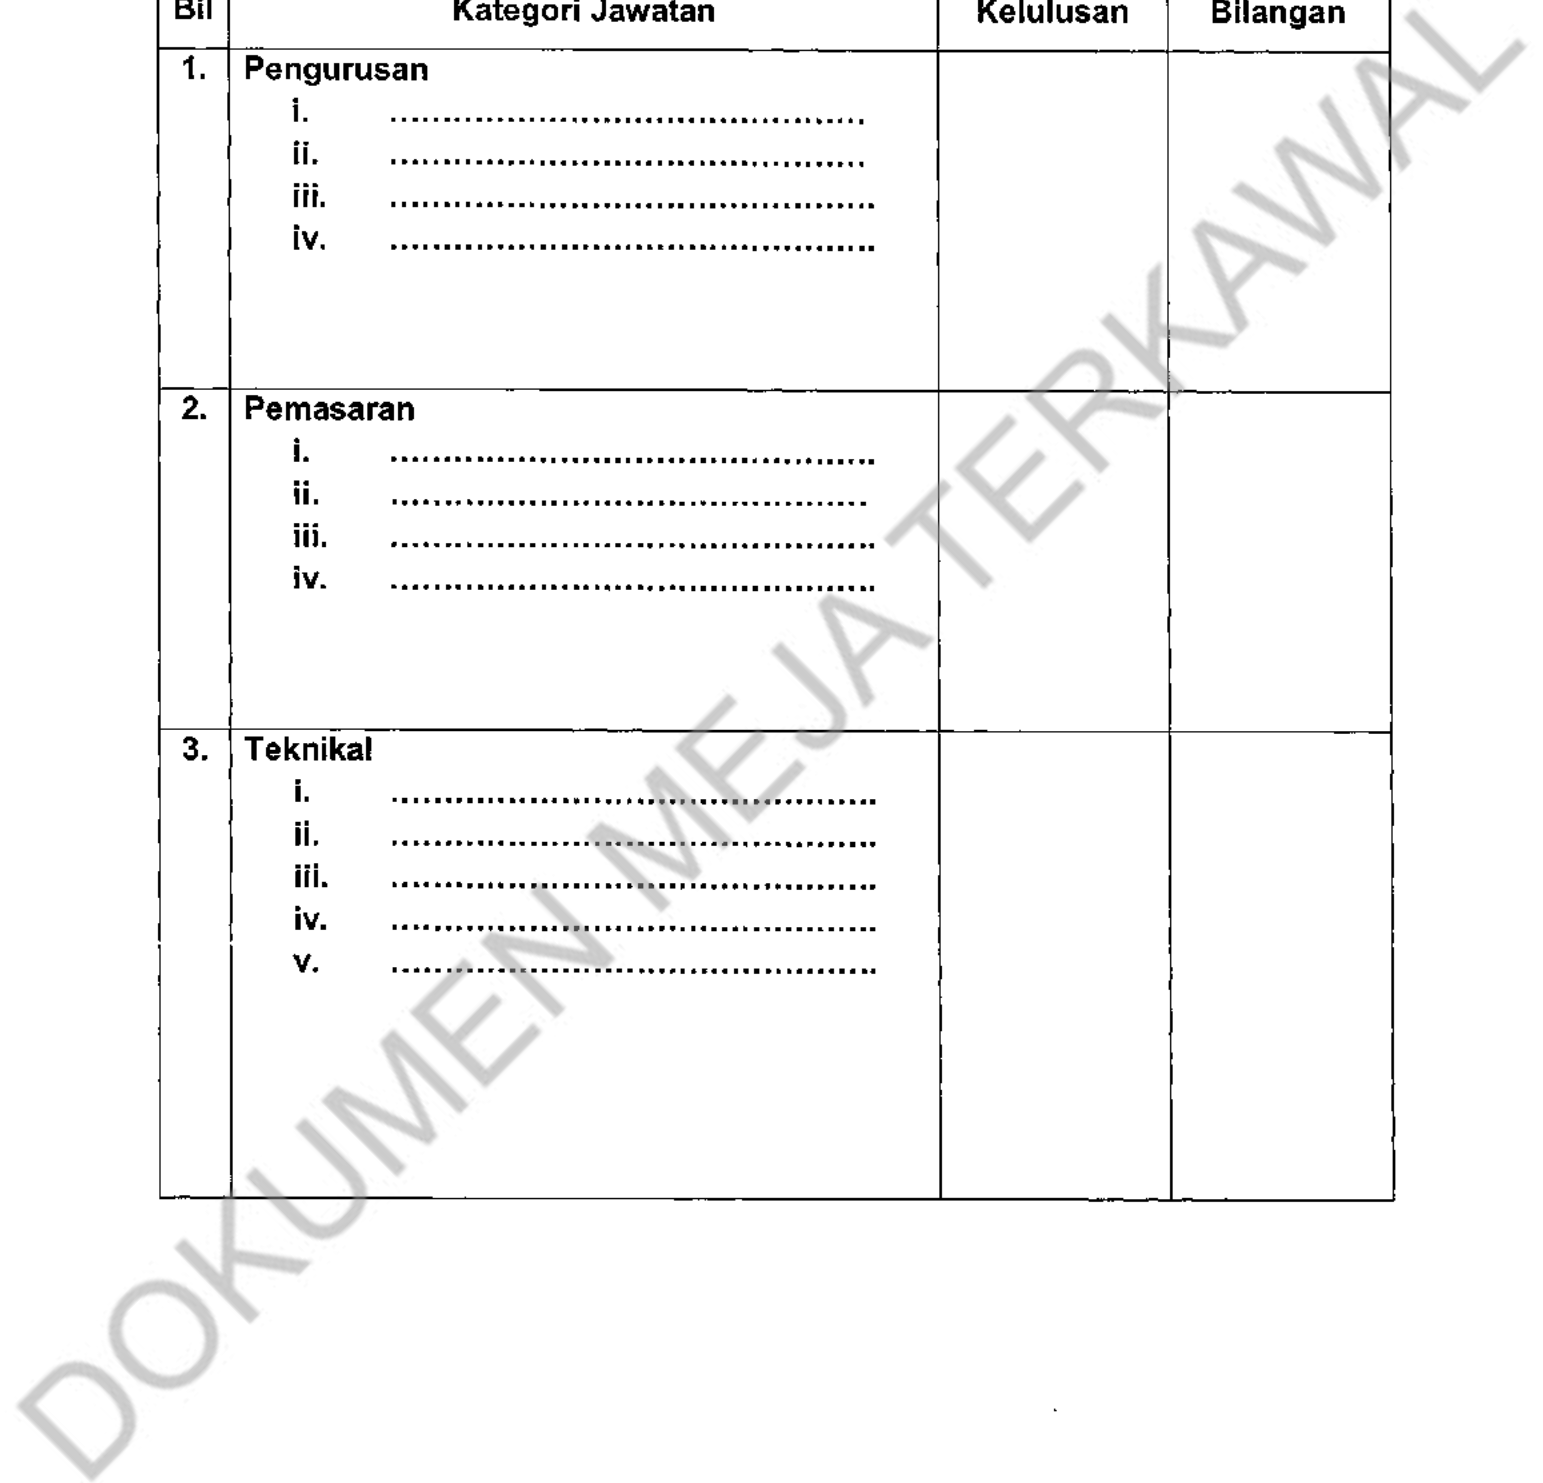 Bil Kategori Jawatan Kelulusan Bilangan
1. Pengurusan
i. ..............................................
ii. ..............................................
iii. ..............................................
iv. ..............................................
2. Pemasaran
i. ..............................................
ii. ..............................................
iii. ..............................................
iv. ..............................................
3. Teknikal
i. ..............................................
ii. ..............................................
iii. ..............................................
iv. ..............................................
v. ..............................................
DOKUMEN MEJA TERKAWAL